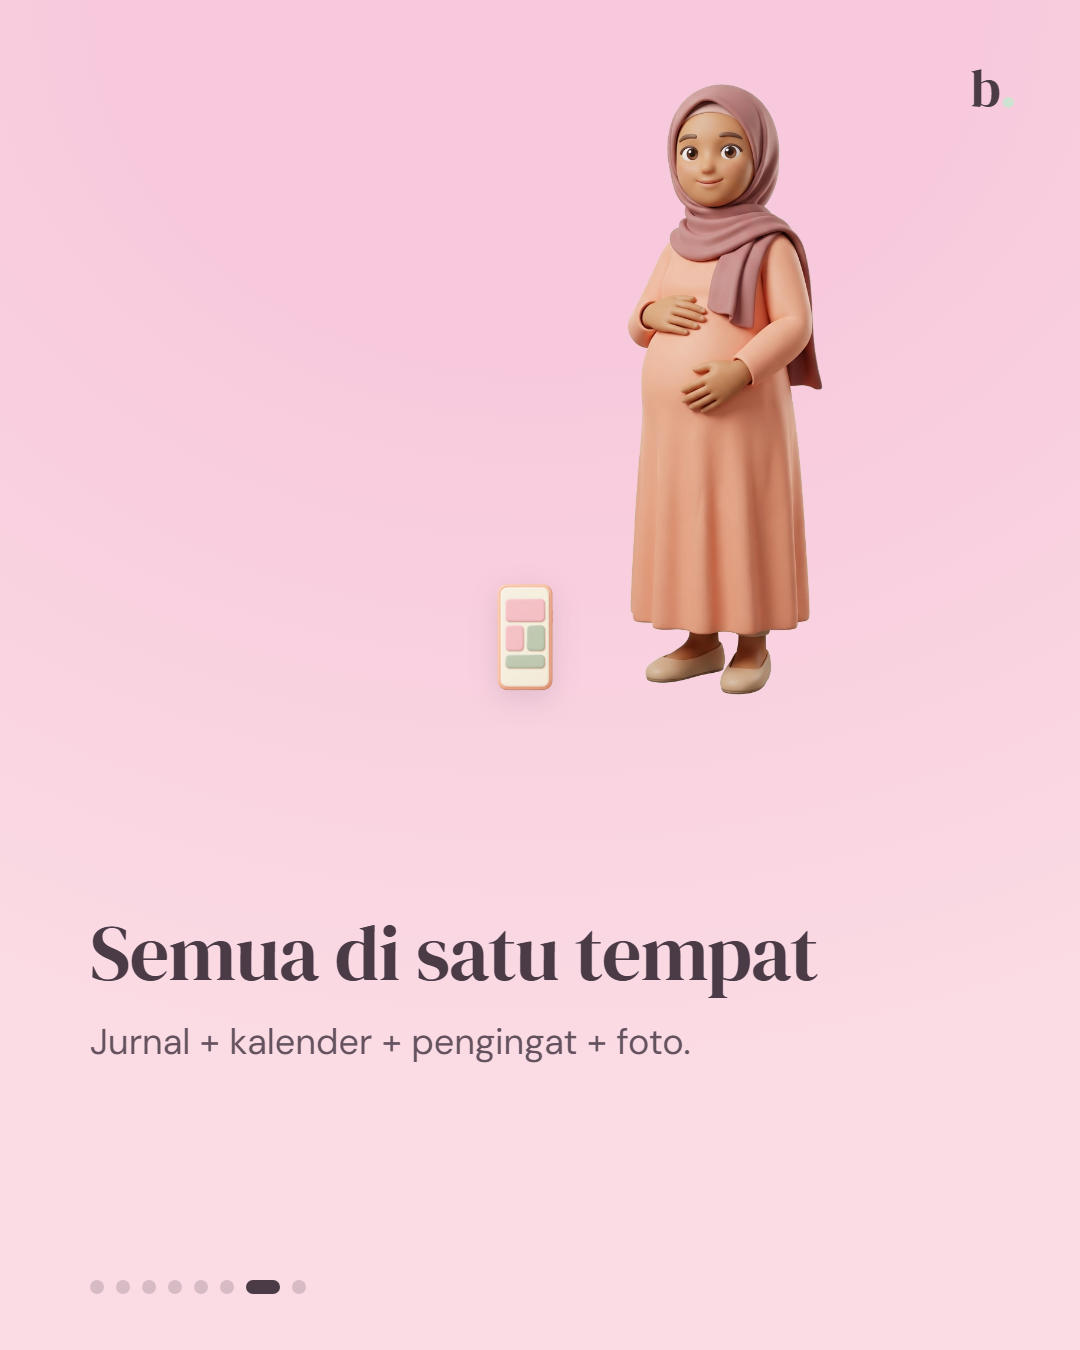 b.
Semua di satu tempat
Jurnal + kalender + pengingat + foto.